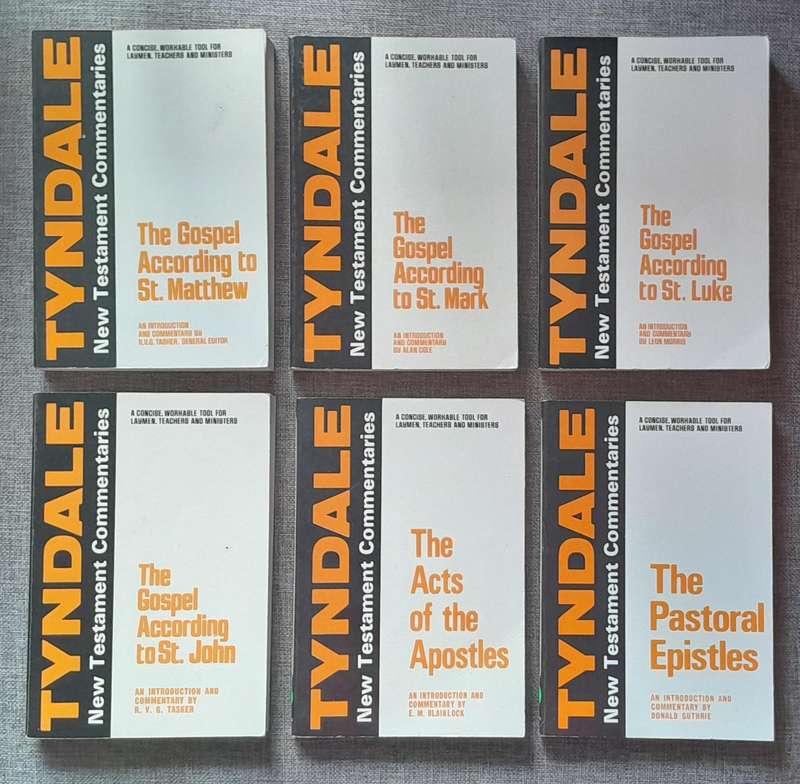 TYNDALE
New Testament Commentaries
A CONCISE, WORKABLE TOOL FOR
LAYMEN, TEACHERS AND MINISTERS
The Gospel
According to
St. Matthew
AN INTRODUCTION
AND COMMENTARY BY
R.V.G. TASKER, GENERAL EDITOR
TYNDALE
New Testament Commentaries
A CONCISE, WORKABLE TOOL FOR
LAYMEN, TEACHERS AND MINISTERS
The
Gospel
According
to St. Mark
AN INTRODUCTION
AND COMMENTARY
BY ALAN COLE
TYNDALE
New Testament Commentaries
A CONCISE, WORKABLE TOOL FOR
LAYMEN, TEACHERS AND MINISTERS
The
Gospel
According
to St. Luke
AN INTRODUCTION
AND COMMENTARY
BY LEON MORRIS
TYNDALE
New Testament Commentaries
A CONCISE, WORKABLE TOOL FOR
LAYMEN, TEACHERS AND MINISTERS
The
Gospel
According
to St. John
AN INTRODUCTION AND
COMMENTARY BY
R. V. G. TASKER
TYNDALE
New Testament Commentaries
A CONCISE, WORKABLE TOOL FOR
LAYMEN, TEACHERS AND MINISTERS
The
Acts
of the
Apostles
AN INTRODUCTION AND
COMMENTARY BY
E. M. BLAIKLOCK
TYNDALE
New Testament Commentaries
A CONCISE, WORKABLE TOOL FOR
LAYMEN, TEACHERS AND MINISTERS
The
Pastoral
Epistles
AN INTRODUCTION AND
COMMENTARY BY
DONALD GUTHRIE